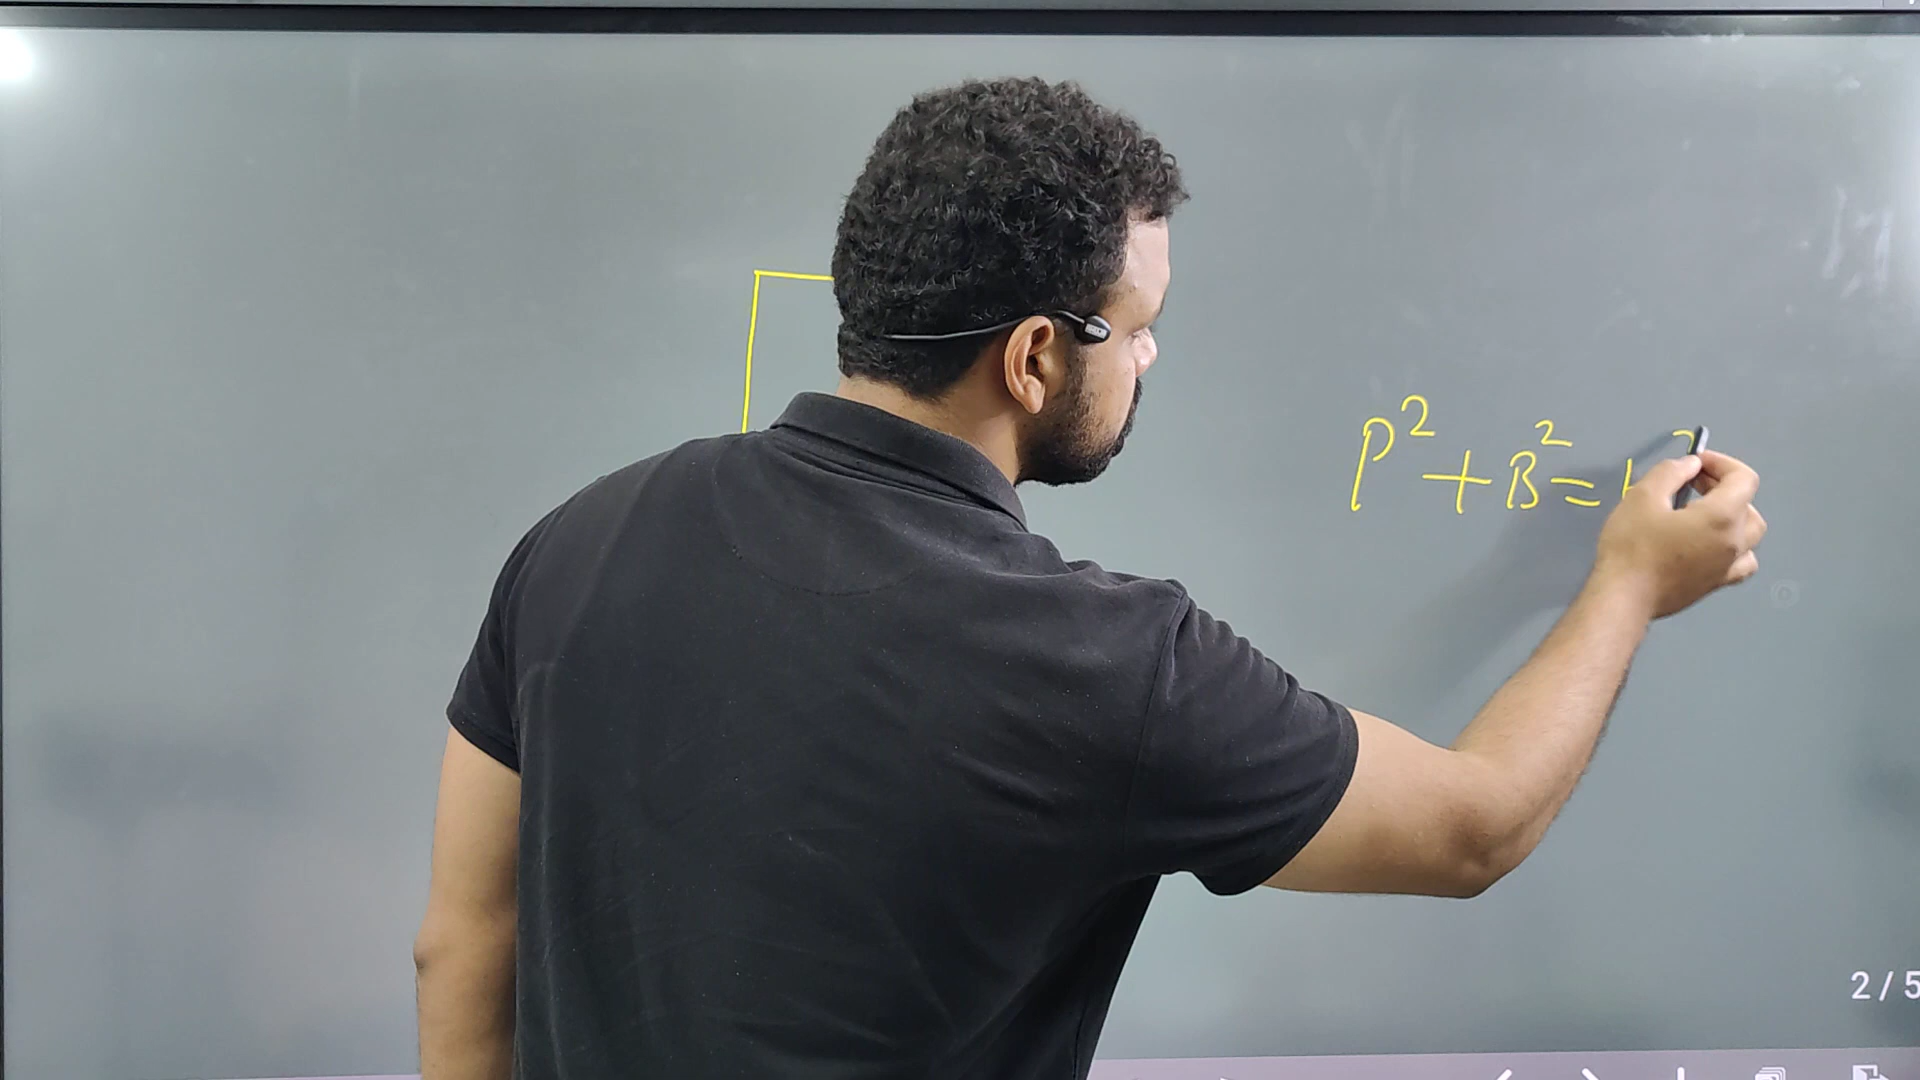 P² + B² =
2 / 5